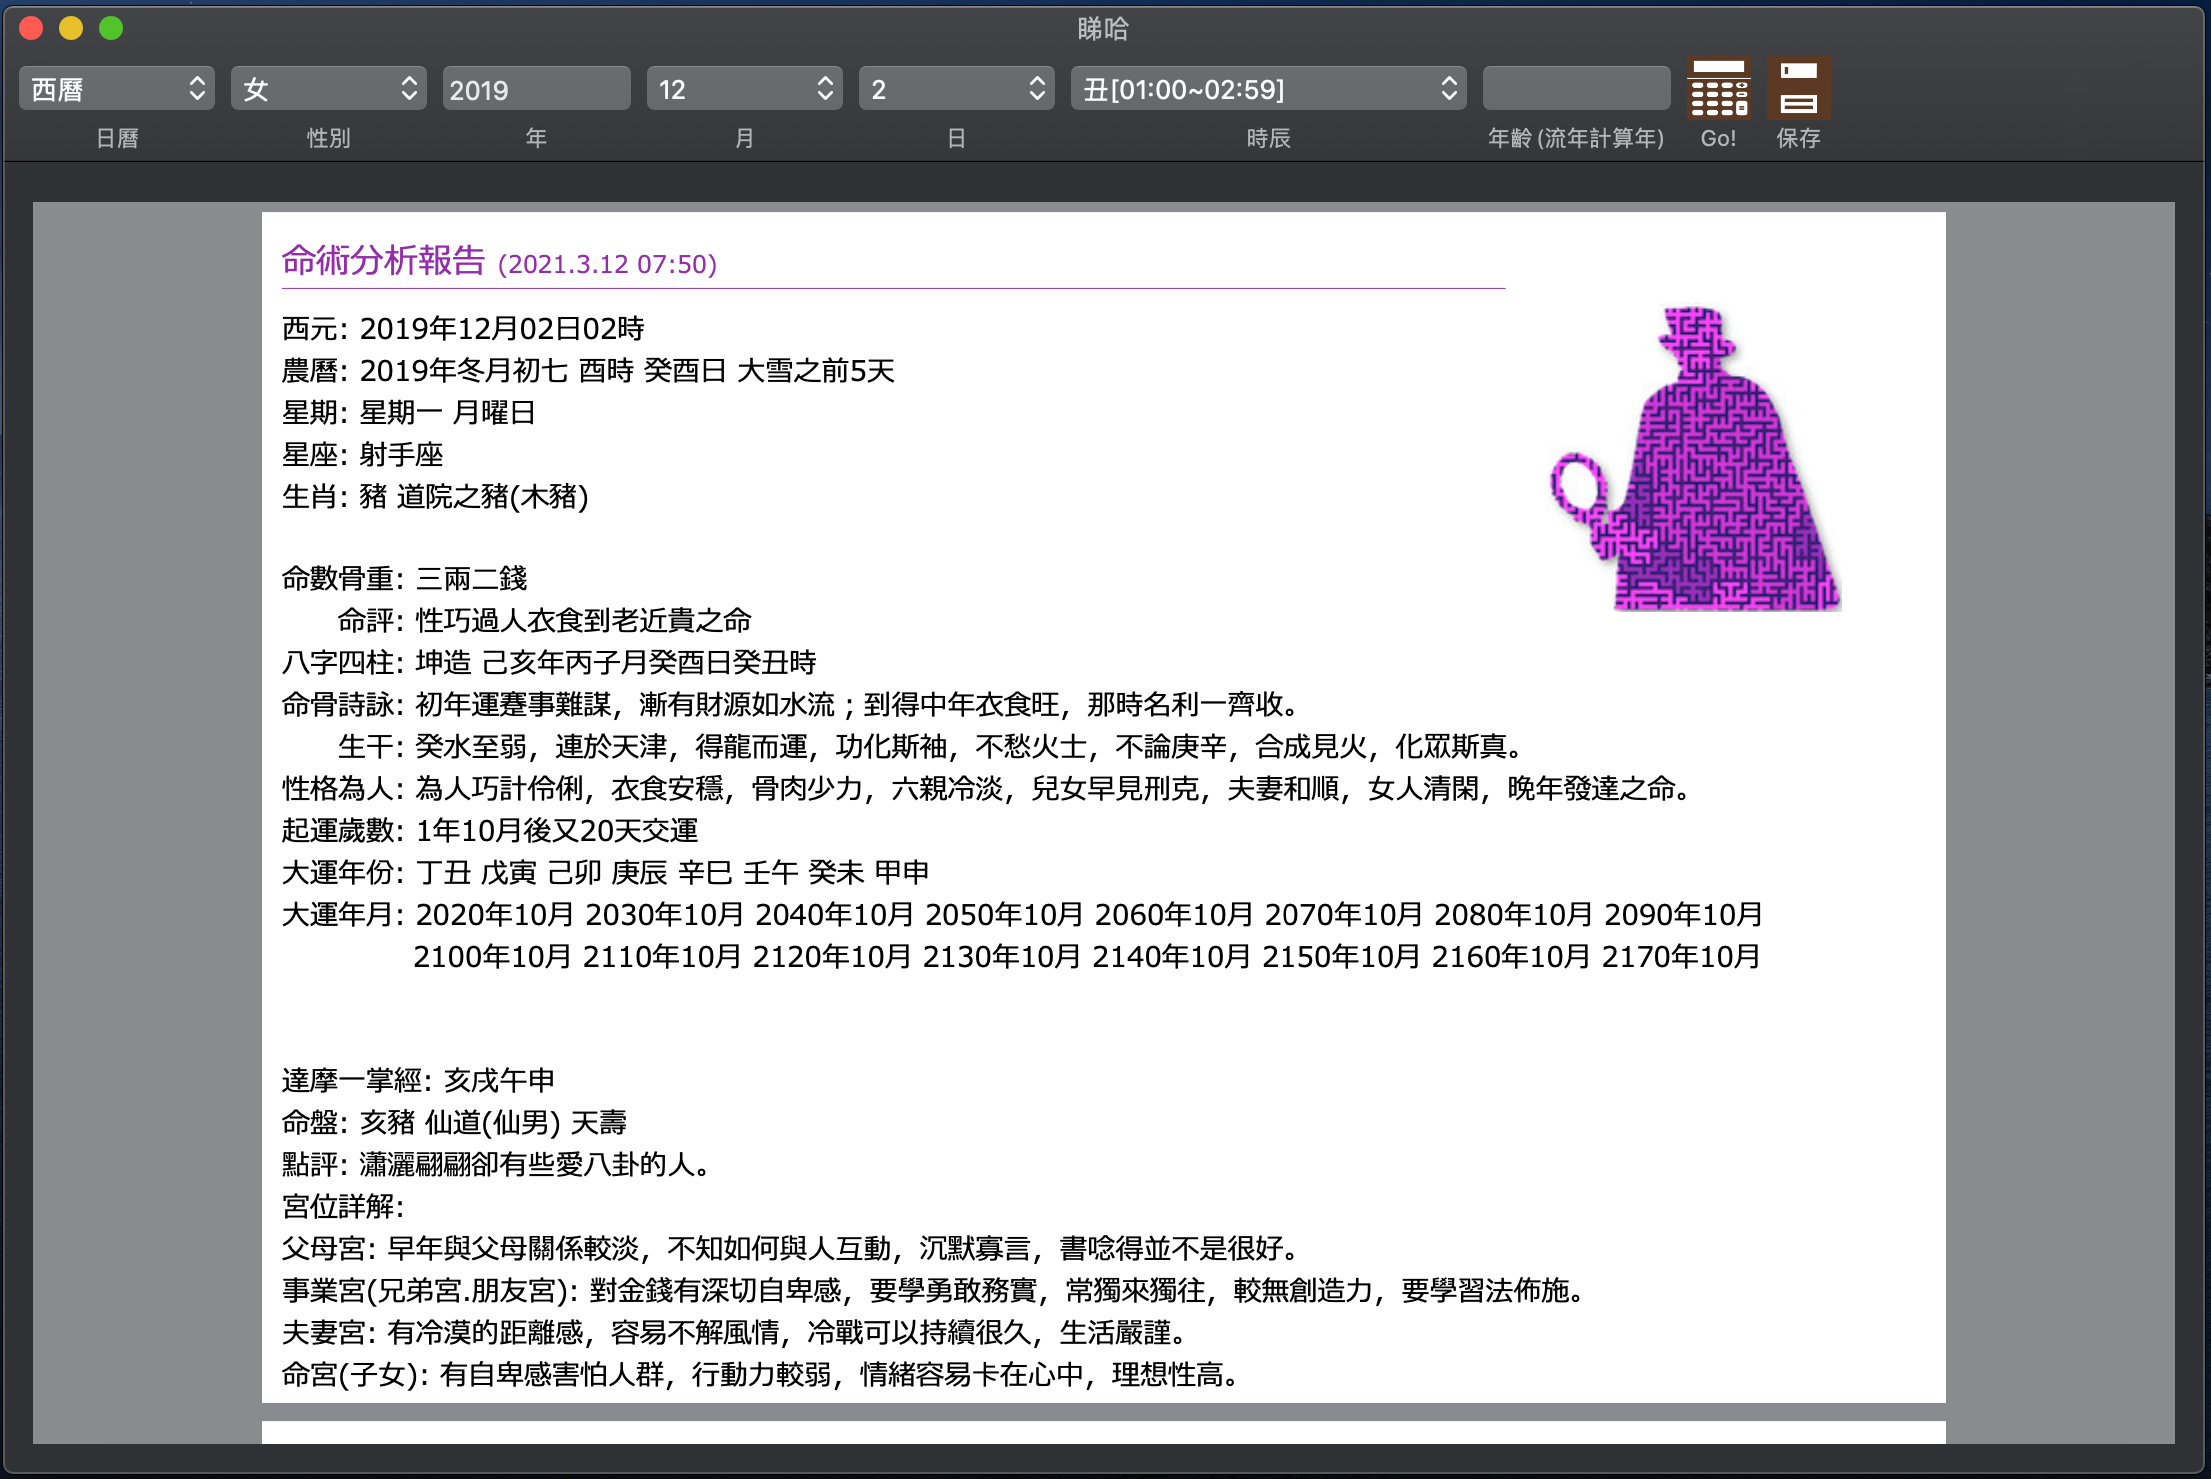 睇哈
西曆
女
2019
12
2
丑[01:00~02:59]
日曆
性別
年
月
日
時辰
年齡 (流年計算年)
Go!
保存
命術分析報告 (2021.3.12 07:50)
西元: 2019年12月02日02時
農曆: 2019年冬月初七 酉時 癸酉日 大雪之前5天
星期: 星期一 月曜日
星座: 射手座
生肖: 豬 道院之豬(木豬)
命數骨重: 三兩二錢
命評: 性巧過人衣食到老近貴之命
八字四柱: 坤造 己亥年丙子月癸酉日癸丑時
命骨詩詠: 初年運蹇事難謀，漸有財源如水流；到得中年衣食旺，那時名利一齊收。
生干: 癸水至弱，連於天津，得龍而運，功化斯袖，不愁火士，不論庚辛，合成見火，化眾斯真。
性格為人: 為人巧計伶俐，衣食安穩，骨肉少力，六親冷淡，兒女早見刑克，夫妻和順，女人清閑，晚年發達之命。
起運歲數: 1年10月後又20天交運
大運年份: 丁丑 戊寅 己卯 庚辰 辛巳 壬午 癸未 甲申
大運年月: 2020年10月 2030年10月 2040年10月 2050年10月 2060年10月 2070年10月 2080年10月 2090年10月
2100年10月 2110年10月 2120年10月 2130年10月 2140年10月 2150年10月 2160年10月 2170年10月
達摩一掌經: 亥戌午申
命盤: 亥豬 仙道(仙男) 天壽
點評: 瀟灑翩翩卻有些愛八卦的人。
宮位詳解:
父母宮: 早年與父母關係較淡，不知如何與人互動，沉默寡言，書唸得並不是很好。
事業宮(兄弟宮.朋友宮): 對金錢有深切自卑感，要學勇敢務實，常獨來獨往，較無創造力，要學習法佈施。
夫妻宮: 有冷漠的距離感，容易不解風情，冷戰可以持續很久，生活嚴謹。
命宮(子女): 有自卑感害怕人群，行動力較弱，情緒容易卡在心中，理想性高。